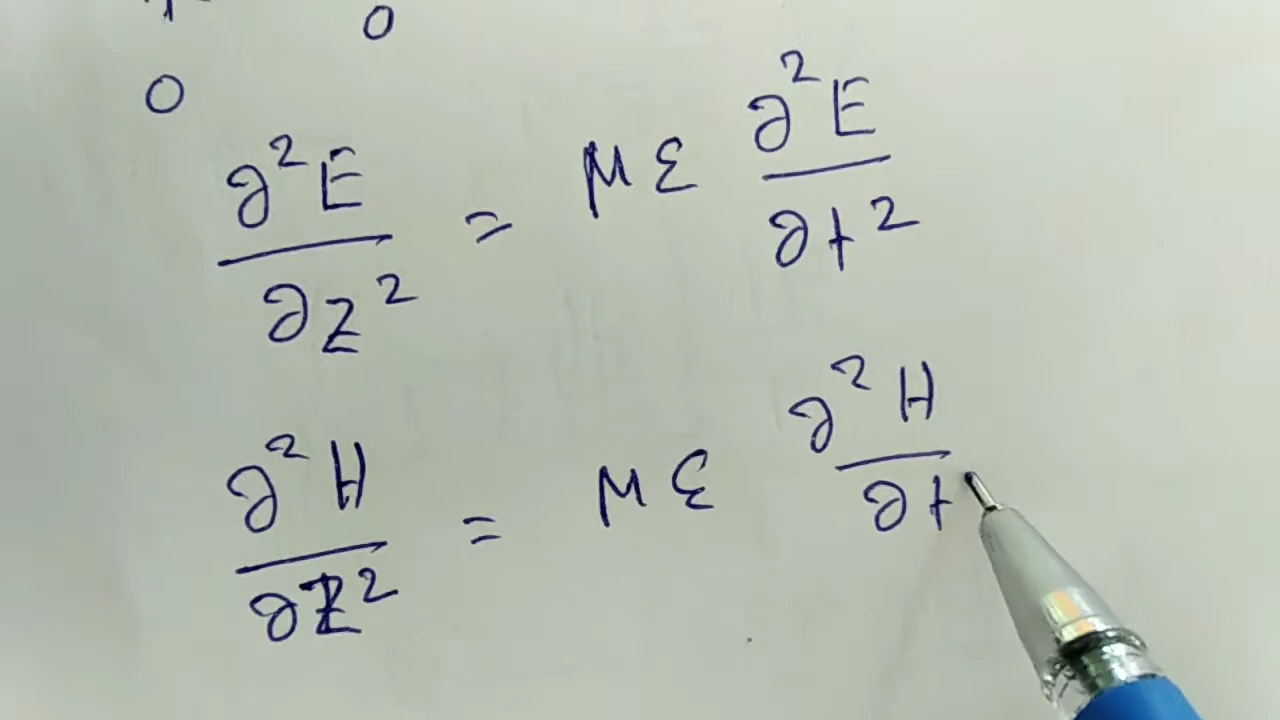 0
0
∂²E/∂z² = με ∂²E/∂t²
∂²H/∂z² = με ∂²H/∂t